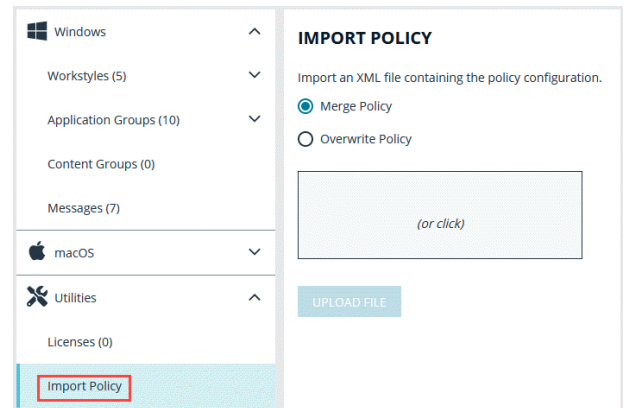 Windows
Workstyles (5)
Application Groups (10)
Content Groups (0)
Messages (7)
macOS
Utilities
Licenses (0)
Import Policy
IMPORT POLICY
Import an XML file containing the policy configuration.
Merge Policy
Overwrite Policy
(or click)
UPLOAD FILE